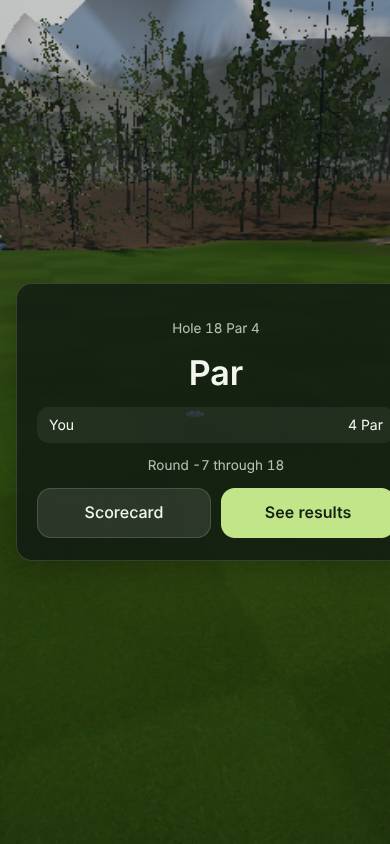 Hole 18 Par 4
Par
You 4 Par
Round -7 through 18
Scorecard See results